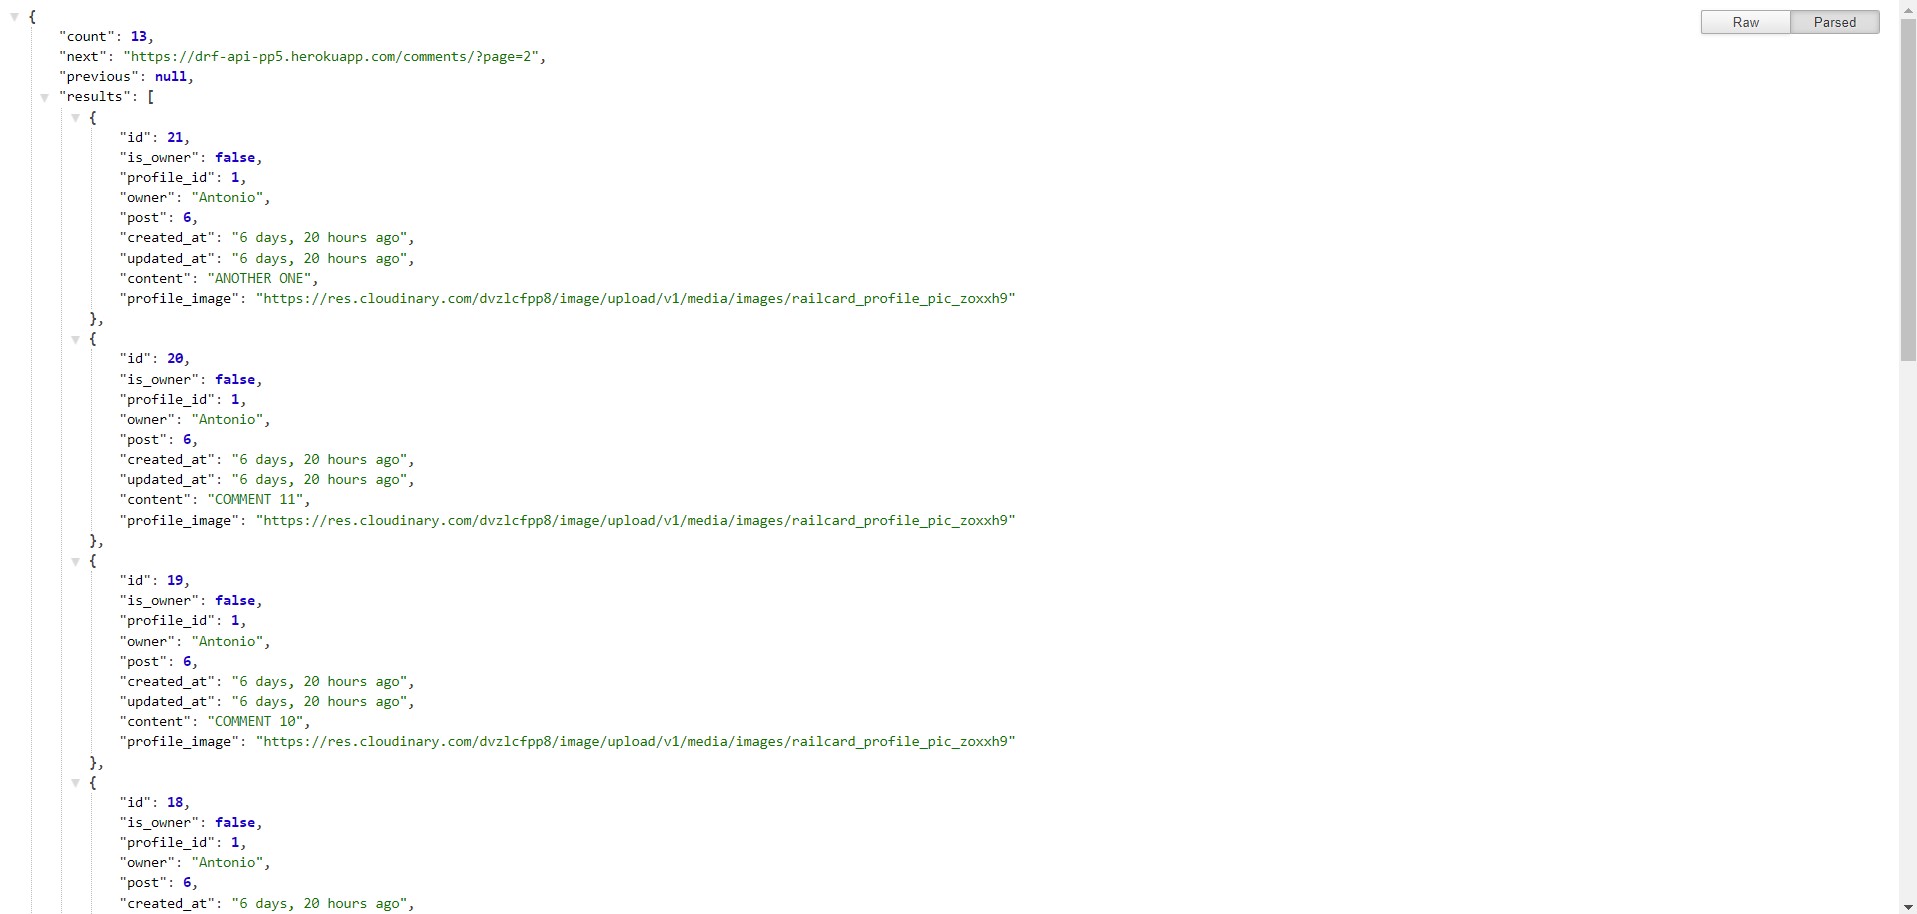 {
Raw
Parsed
"count": 13,
"next": "https://drf-api-pp5.herokuapp.com/comments/?page=2",
"previous": null,
"results": [
{
"id": 21,
"is_owner": false,
"profile_id": 1,
"owner": "Antonio",
"post": 6,
"created_at": "6 days, 20 hours ago",
"updated_at": "6 days, 20 hours ago",
"content": "ANOTHER ONE",
"profile_image": "https://res.cloudinary.com/dvzlcfpp8/image/upload/v1/media/images/railcard_profile_pic_zoxxh9"
},
{
"id": 20,
"is_owner": false,
"profile_id": 1,
"owner": "Antonio",
"post": 6,
"created_at": "6 days, 20 hours ago",
"updated_at": "6 days, 20 hours ago",
"content": "COMMENT 11",
"profile_image": "https://res.cloudinary.com/dvzlcfpp8/image/upload/v1/media/images/railcard_profile_pic_zoxxh9"
},
{
"id": 19,
"is_owner": false,
"profile_id": 1,
"owner": "Antonio",
"post": 6,
"created_at": "6 days, 20 hours ago",
"updated_at": "6 days, 20 hours ago",
"content": "COMMENT 10",
"profile_image": "https://res.cloudinary.com/dvzlcfpp8/image/upload/v1/media/images/railcard_profile_pic_zoxxh9"
},
{
"id": 18,
"is_owner": false,
"profile_id": 1,
"owner": "Antonio",
"post": 6,
"created_at": "6 days, 20 hours ago",